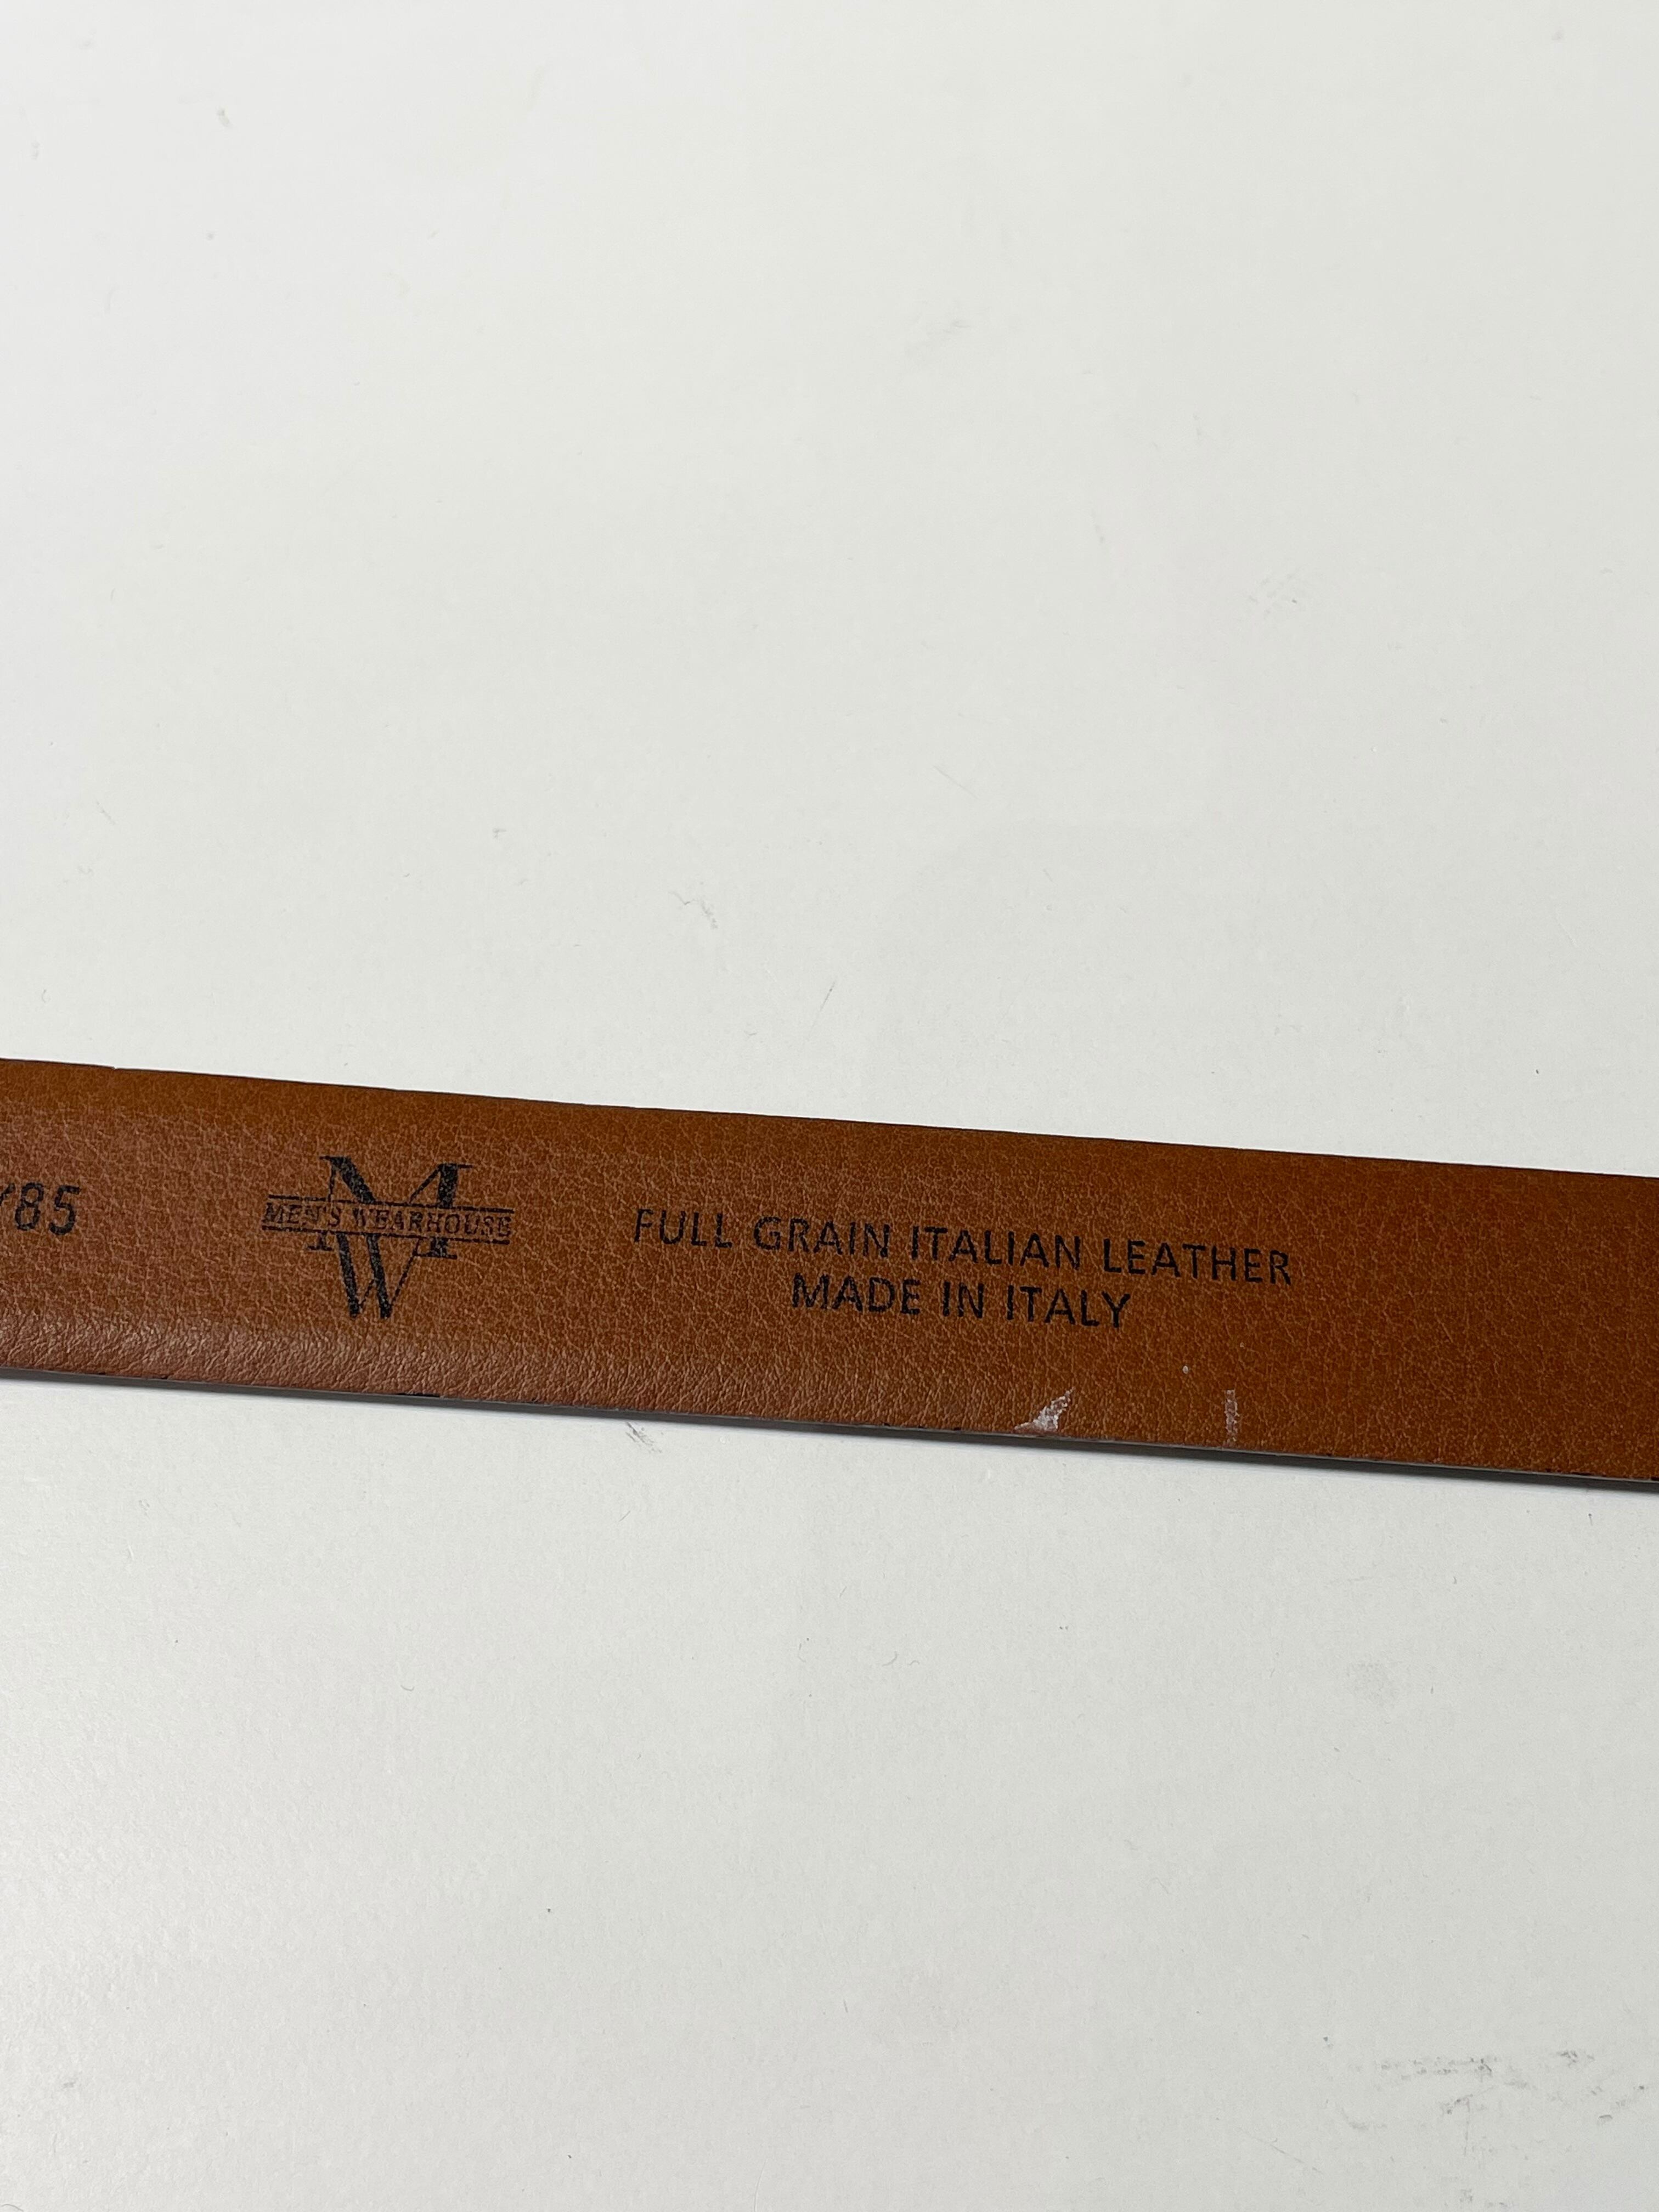 /85
M
MEN'S WEARHOUSE
W
FULL GRAIN ITALIAN LEATHER
MADE IN ITALY